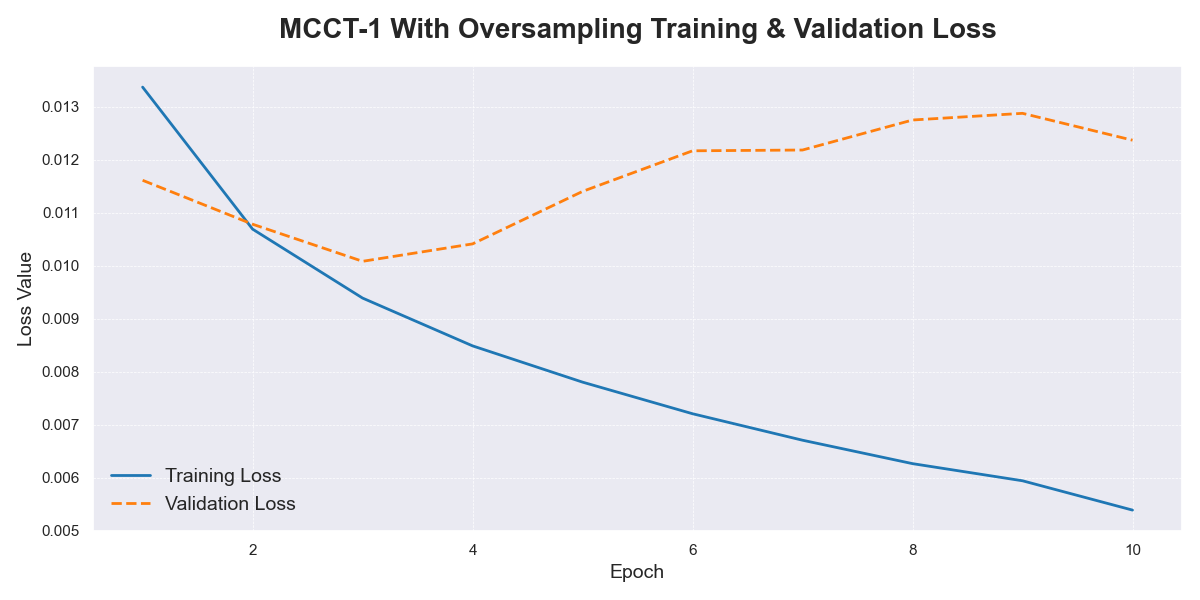 MCCT-1 With Oversampling Training & Validation Loss
Loss Value
0.013
0.012
0.011
0.010
0.009
0.008
0.007
0.006
0.005
Training Loss
Validation Loss
2 4 6 8 10
Epoch